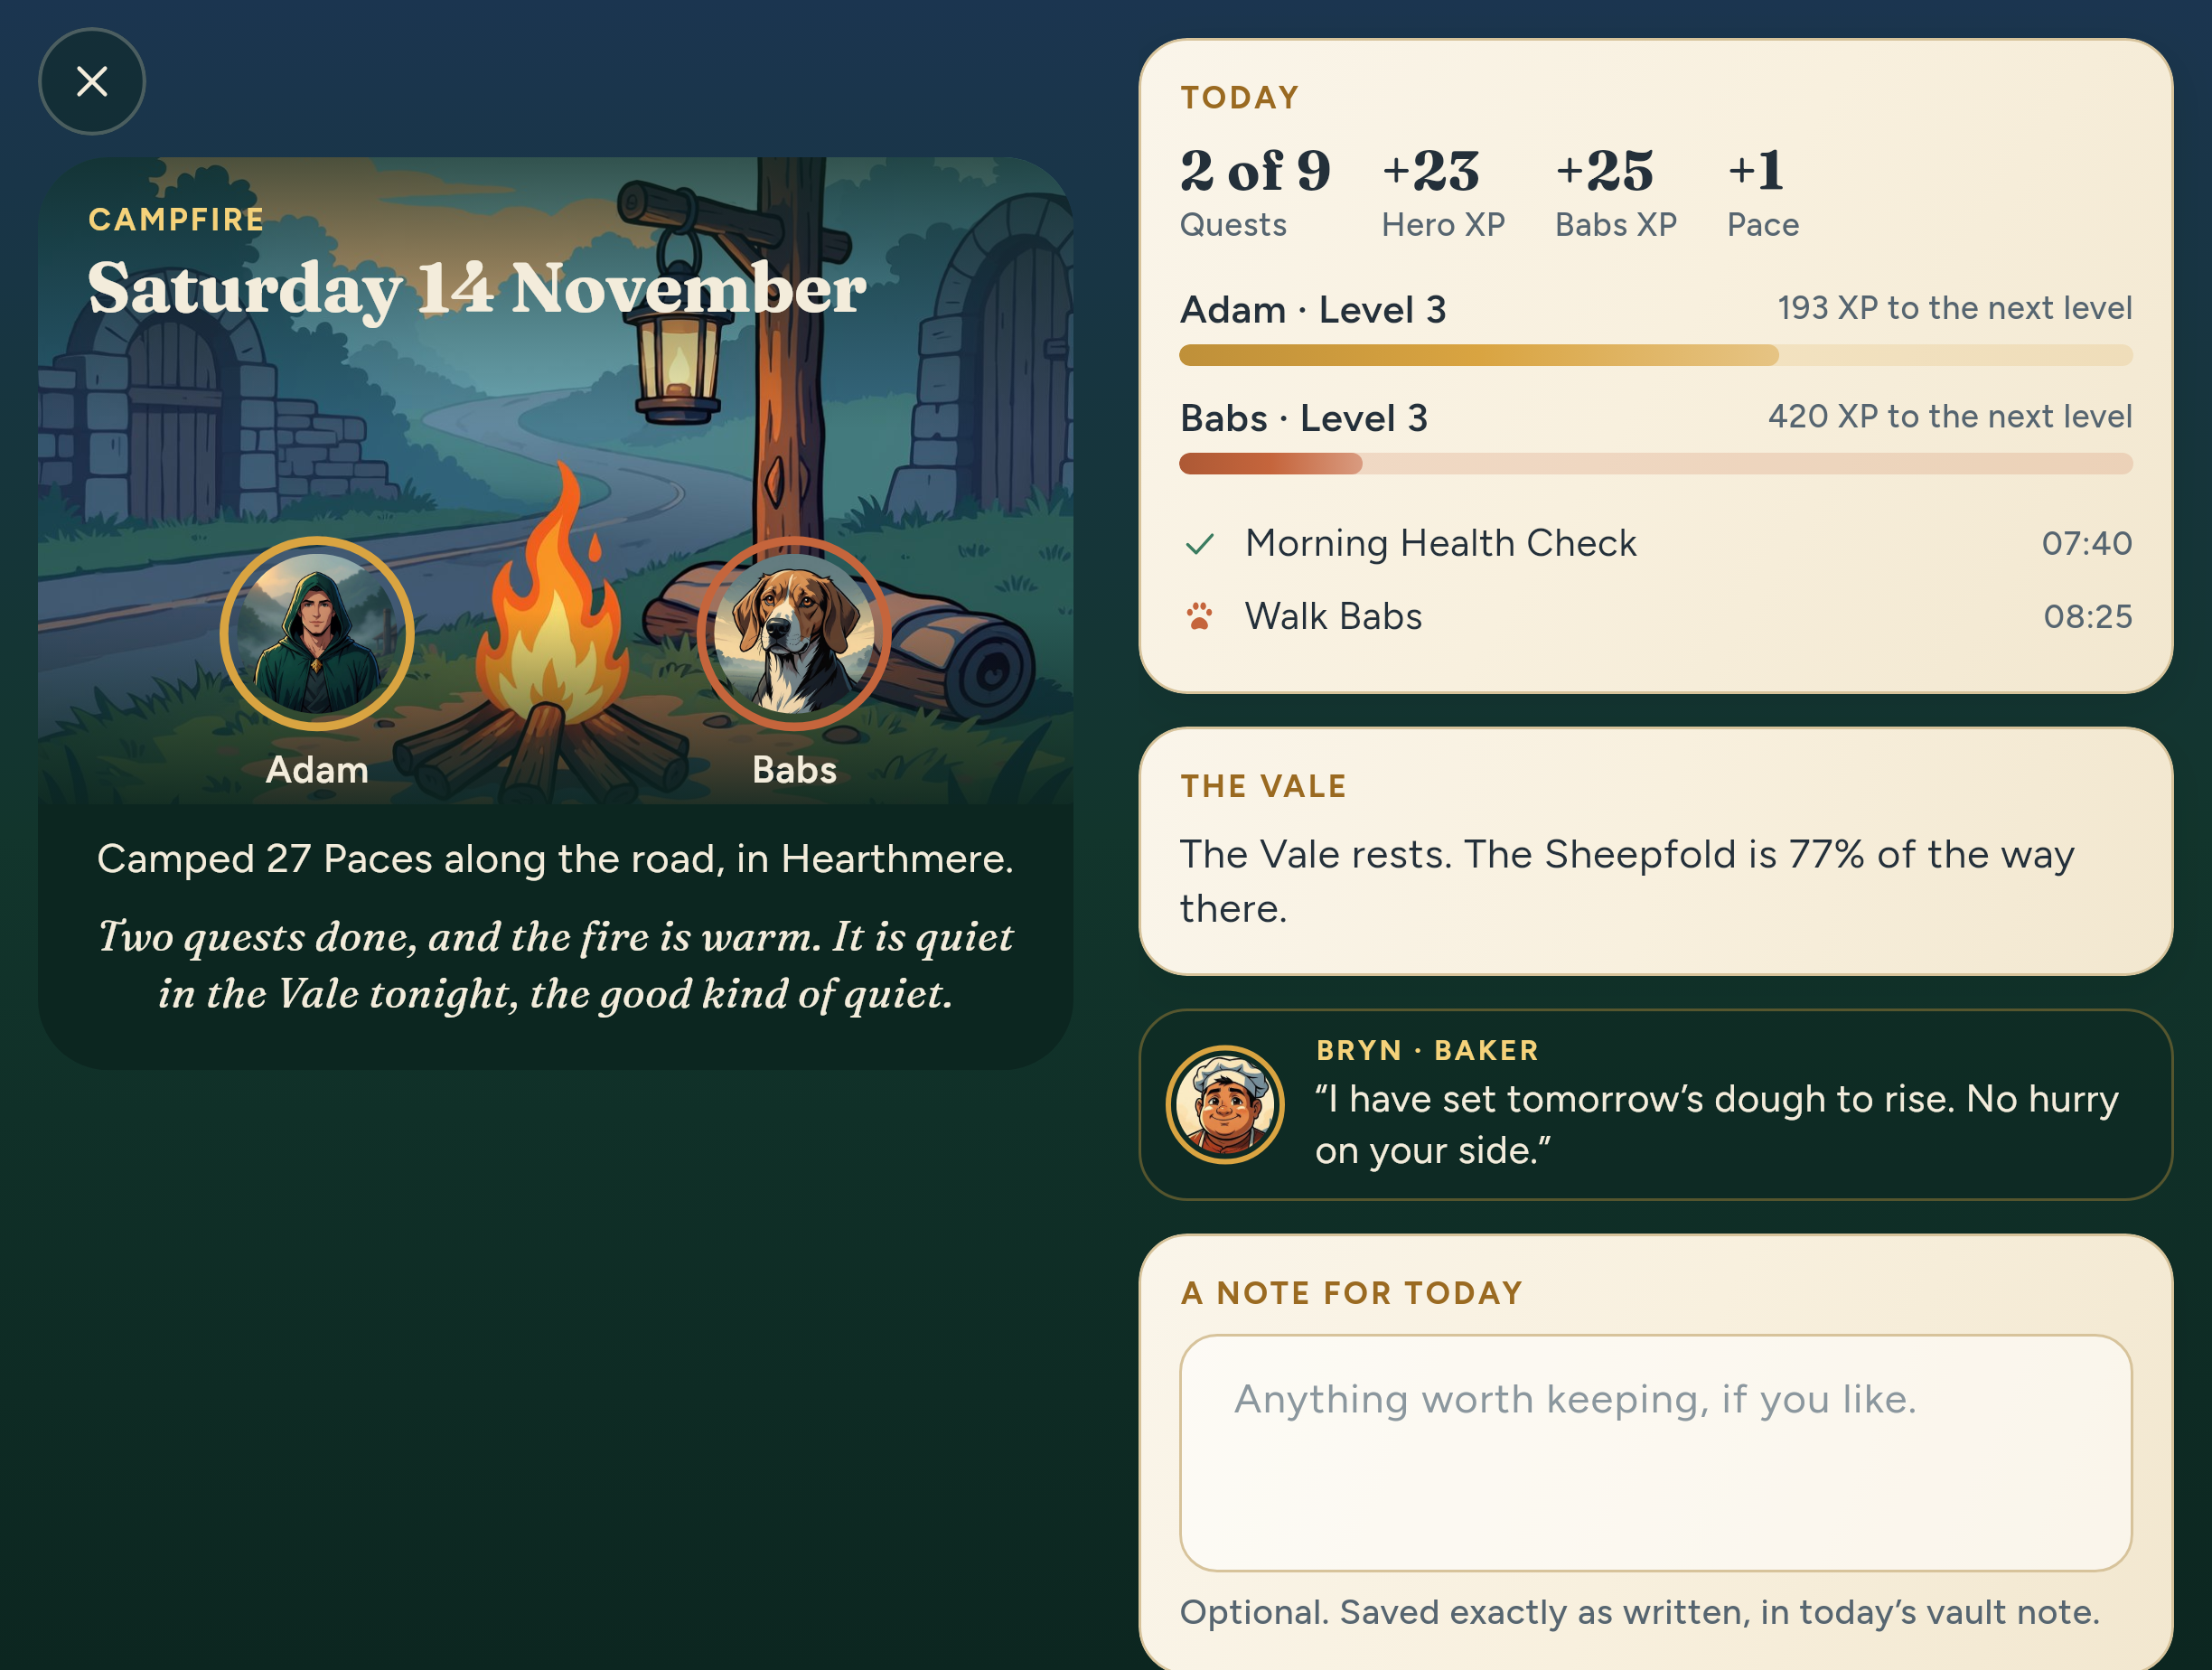 CAMPFIRE
Saturday 14 November
Adam
Babs
Camped 27 Paces along the road, in Hearthmere.
Two quests done, and the fire is warm. It is quiet
in the Vale tonight, the good kind of quiet.
TODAY
2 of 9 +23 +25 +1
Quests Hero XP Babs XP Pace
Adam · Level 3 193 XP to the next level
Babs · Level 3 420 XP to the next level
Morning Health Check 07:40
Walk Babs 08:25
THE VALE
The Vale rests. The Sheepfold is 77% of the way
there.
BRYN · BAKER
“I have set tomorrow’s dough to rise. No hurry
on your side.”
A NOTE FOR TODAY
Anything worth keeping, if you like.
Optional. Saved exactly as written, in today’s vault note.